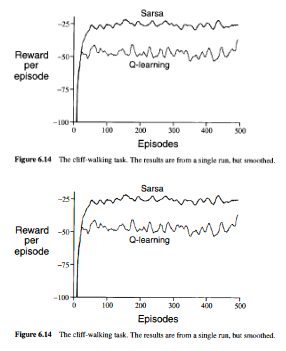 Sarsa
-25
-50
-75
-100
Reward
per
episode
Q-learning
0 100 200 300 400 500
Episodes
Figure 6.14 The cliff-walking task. The results are from a single run, but smoothed.
Sarsa
-25
-50
-75
-100
Reward
per
episode
Q-learning
0 100 200 300 400 500
Episodes
Figure 6.14 The cliff-walking task. The results are from a single run, but smoothed.